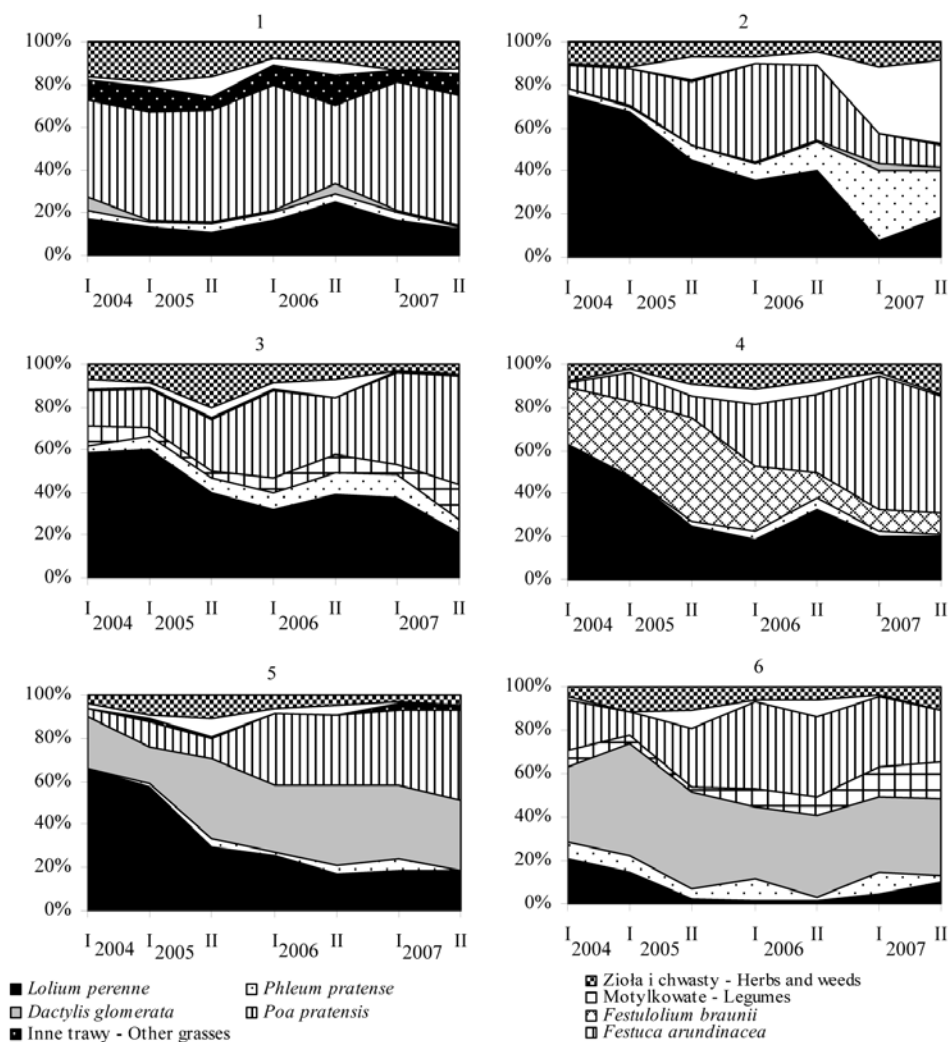 1
100%
80%
60%
40%
20%
0%
I I II I II I II
2004 2005 2006 2007
2
100%
80%
60%
40%
20%
0%
I I II I II I II
2004 2005 2006 2007
3
100%
80%
60%
40%
20%
0%
I I II I II I II
2004 2005 2006 2007
4
100%
80%
60%
40%
20%
0%
I I II I II I II
2004 2005 2006 2007
5
100%
80%
60%
40%
20%
0%
I I II I II I II
2004 2005 2006 2007
6
100%
80%
60%
40%
20%
0%
I I II I II I II
2004 2005 2006 2007
Lolium perenne
Phleum pratense
Dactylis glomerata
Poa pratensis
Inne trawy - Other grasses
Zioła i chwasty - Herbs and weeds
Motylkowate - Legumes
Festulolium braunii
Festuca arundinacea